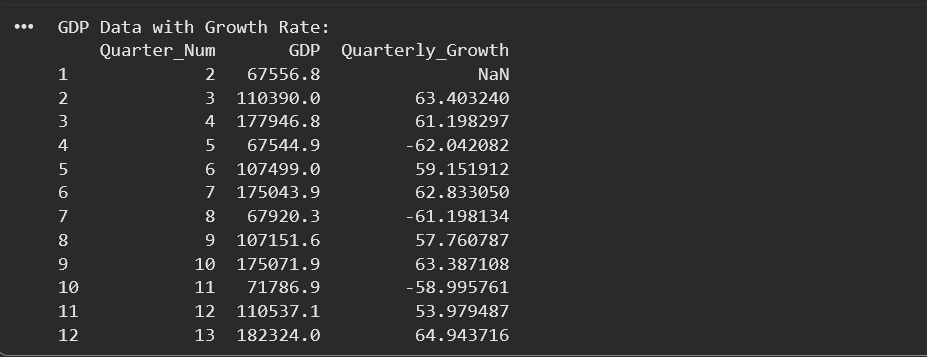 ••• GDP Data with Growth Rate:
Quarter_Num GDP Quarterly_Growth
1 2 67556.8 NaN
2 3 110390.0 63.403240
3 4 177946.8 61.198297
4 5 67544.9 -62.042082
5 6 107499.0 59.151912
6 7 175043.9 62.833050
7 8 67920.3 -61.198134
8 9 107151.6 57.760787
9 10 175071.9 63.387108
10 11 71786.9 -58.995761
11 12 110537.1 53.979487
12 13 182324.0 64.943716